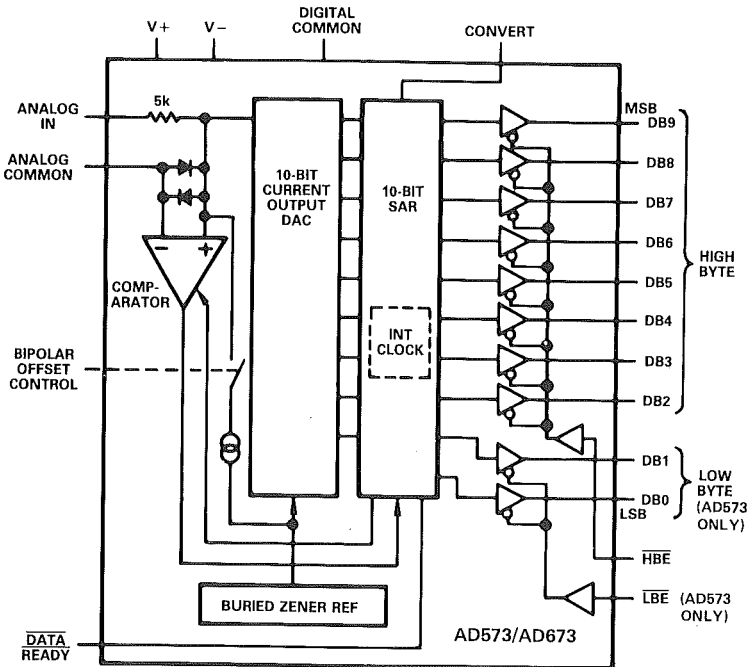 DIGITAL
COMMON
V+
V−
CONVERT
ANALOG
IN
5k
MSB
DB9
ANALOG
COMMON
DB8
10-BIT
CURRENT
OUTPUT
DAC
10-BIT
SAR
DB7
DB6
HIGH
BYTE
−
+
COMP-
ARATOR
DB5
INT
CLOCK
DB4
BIPOLAR
OFFSET
CONTROL
DB3
DB2
DB1
DB0
LSB
LOW
BYTE
(AD573
ONLY)
HBE
BURIED ZENER REF
LBE (AD573
ONLY)
AD573/AD673
DATA
READY